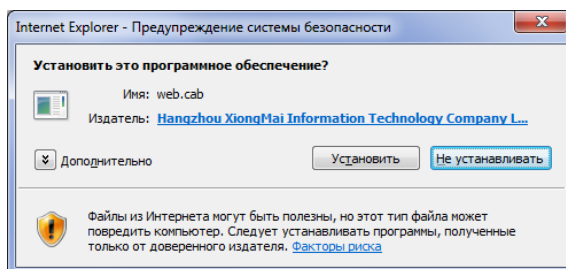 Internet Explorer - Предупреждение системы безопасности
Установить это программное обеспечение?
Имя: web.cab
Издатель: Hangzhou XiongMai Information Technology Company L...
Дополнительно
Установить
Не устанавливать
Файлы из Интернета могут быть полезны, но этот тип файла может
повредить компьютер. Следует устанавливать программы, полученные
только от доверенного издателя. Факторы риска